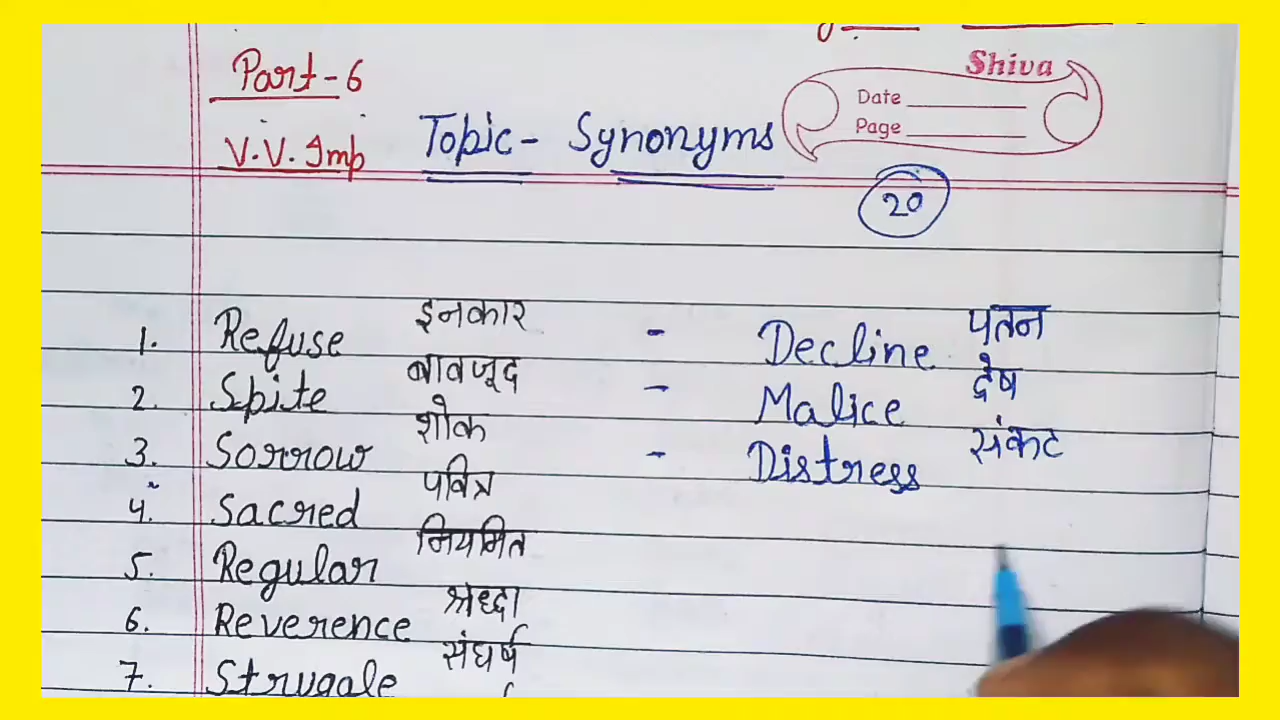 Shiva
Part-6
Date
Page
V.V. Imp Topic - Synonyms
20
1. Refuse इनकार - Decline पतन
2. Spite बावजूद - Malice द्वेष
3. Sorrow शोक - Distress संकट
4. Sacred पवित्र
5. Regular नियमित
6. Reverence श्रद्धा
7. Struggle संघर्ष